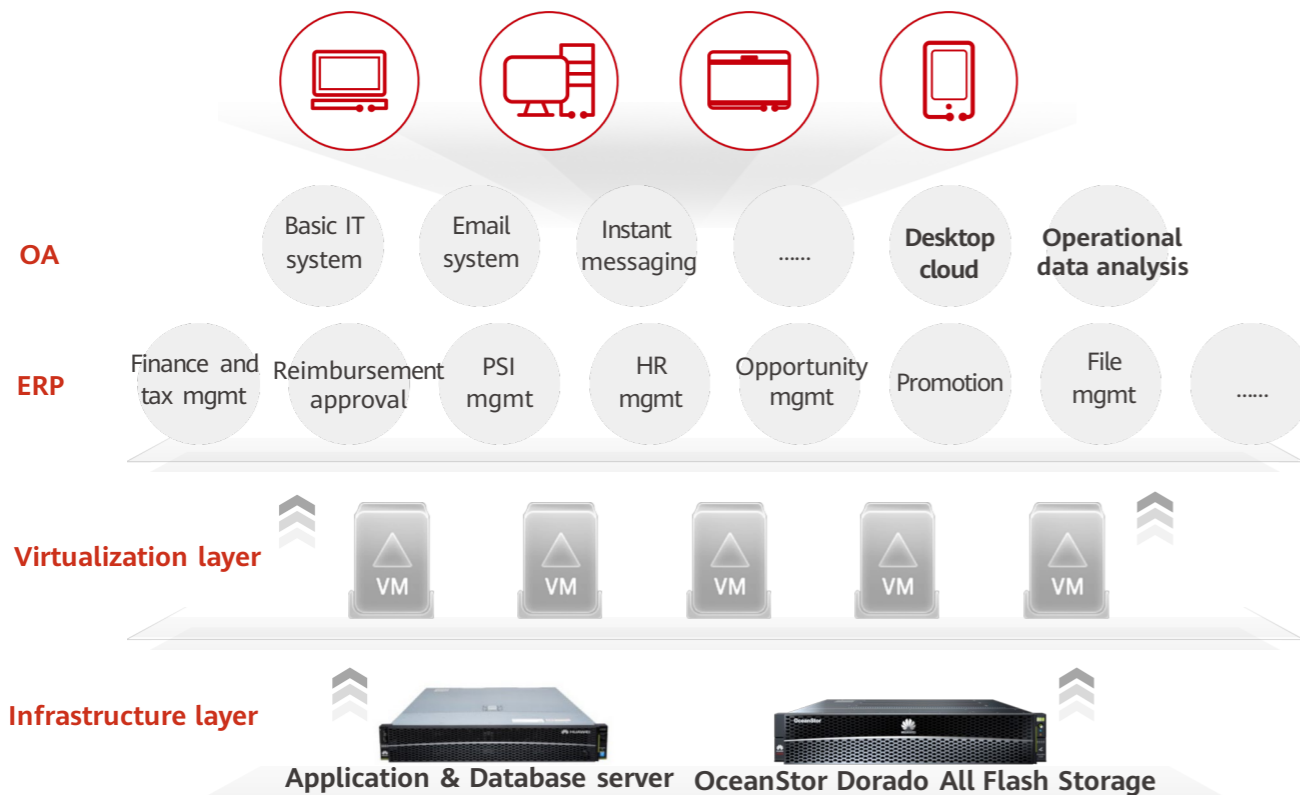 OA
Basic IT
system
Email
system
Instant
messaging
......
Desktop
cloud
Operational
data analysis
ERP
Finance and
tax mgmt
Reimbursement
approval
PSI
mgmt
HR
mgmt
Opportunity
mgmt
Promotion
File
mgmt
......
Virtualization layer
VM
VM
VM
VM
VM
Infrastructure layer
HUAWEI
OceanStor
Application & Database server
OceanStor Dorado All Flash Storage